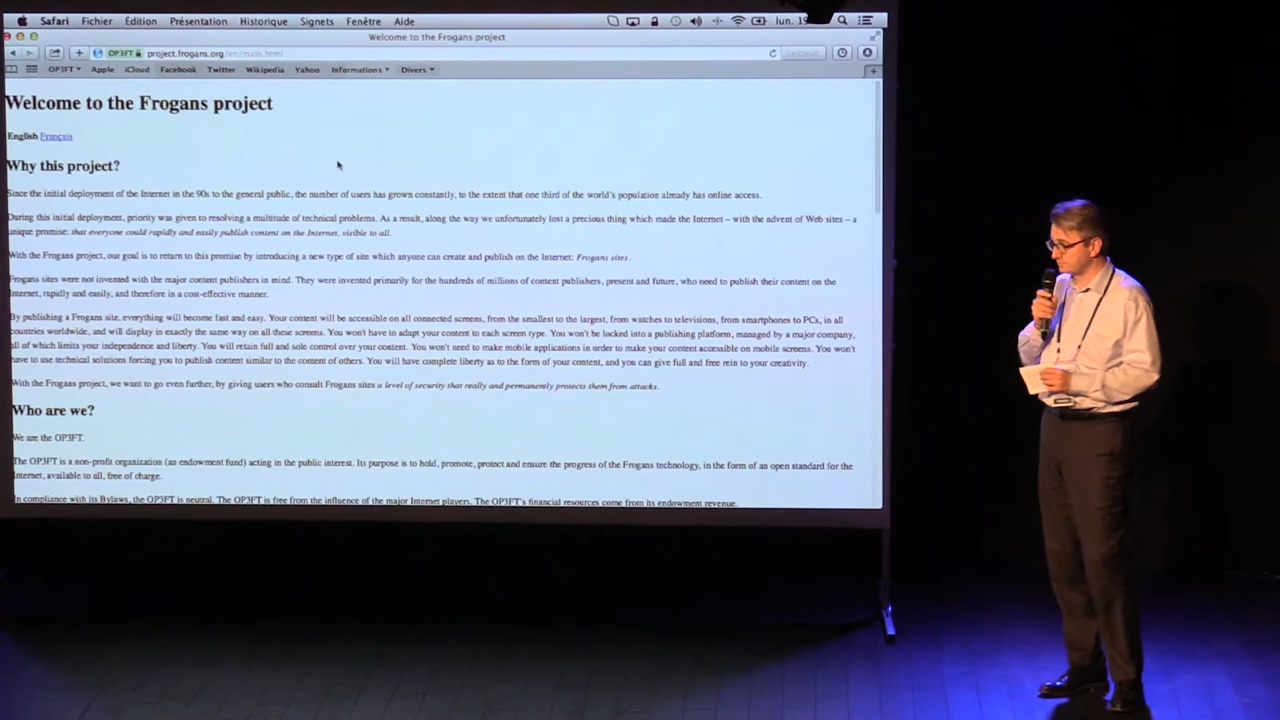 Safari Fichier Édition Présentation Historique Signets Fenêtre Aide lun. 19
Welcome to the Frogans project
OP3FT project.frogans.org/en/main.html
OP3FT Apple iCloud Facebook Twitter Wikipedia Yahoo Informations Divers
Welcome to the Frogans project
English Français
Why this project?
Since the initial deployment of the Internet in the 90s to the general public, the number of users has grown constantly, to the extent that one third of the world's population already has online access.
During this initial deployment, priority was given to resolving a multitude of technical problems. As a result, along the way we unfortunately lost a precious thing which made the Internet – with the advent of Web sites – a
unique promise: that everyone could rapidly and easily publish content on the Internet, visible to all.
With the Frogans project, our goal is to return to this promise by introducing a new type of site which anyone can create and publish on the Internet: Frogans sites.
Frogans sites were not invented with the major content publishers in mind. They were invented primarily for the hundreds of millions of content publishers, present and future, who need to publish their content on the
Internet, rapidly and easily, and therefore in a cost-effective manner.
By publishing a Frogans site, everything will become fast and easy. Your content will be accessible on all connected screens, from the smallest to the largest, from watches to televisions, from smartphones to PCs, in all
countries worldwide, and will display in exactly the same way on all these screens. You won't have to adapt your content to each screen type. You won't be locked into a publishing platform, managed by a major company,
all of which limits your independence and liberty. You will retain full and sole control over your content. You won't need to make mobile applications in order to make your content accessible on mobile screens. You won't
have to use technical solutions forcing you to publish content similar to the content of others. You will have complete liberty as to the form of your content, and you can give full and free rein to your creativity.
With the Frogans project, we want to go even further, by giving users who consult Frogans sites a level of security that really and permanently protects them from attacks.
Who are we?
We are the OP3FT.
The OP3FT is a non-profit organization (an endowment fund) acting in the public interest. Its purpose is to hold, promote, protect and ensure the progress of the Frogans technology, in the form of an open standard for the
Internet, available to all, free of charge.
In compliance with its Bylaws, the OP3FT is neutral. The OP3FT is free from the influence of the major Internet players. The OP3FT's financial resources come from its endowment revenue.